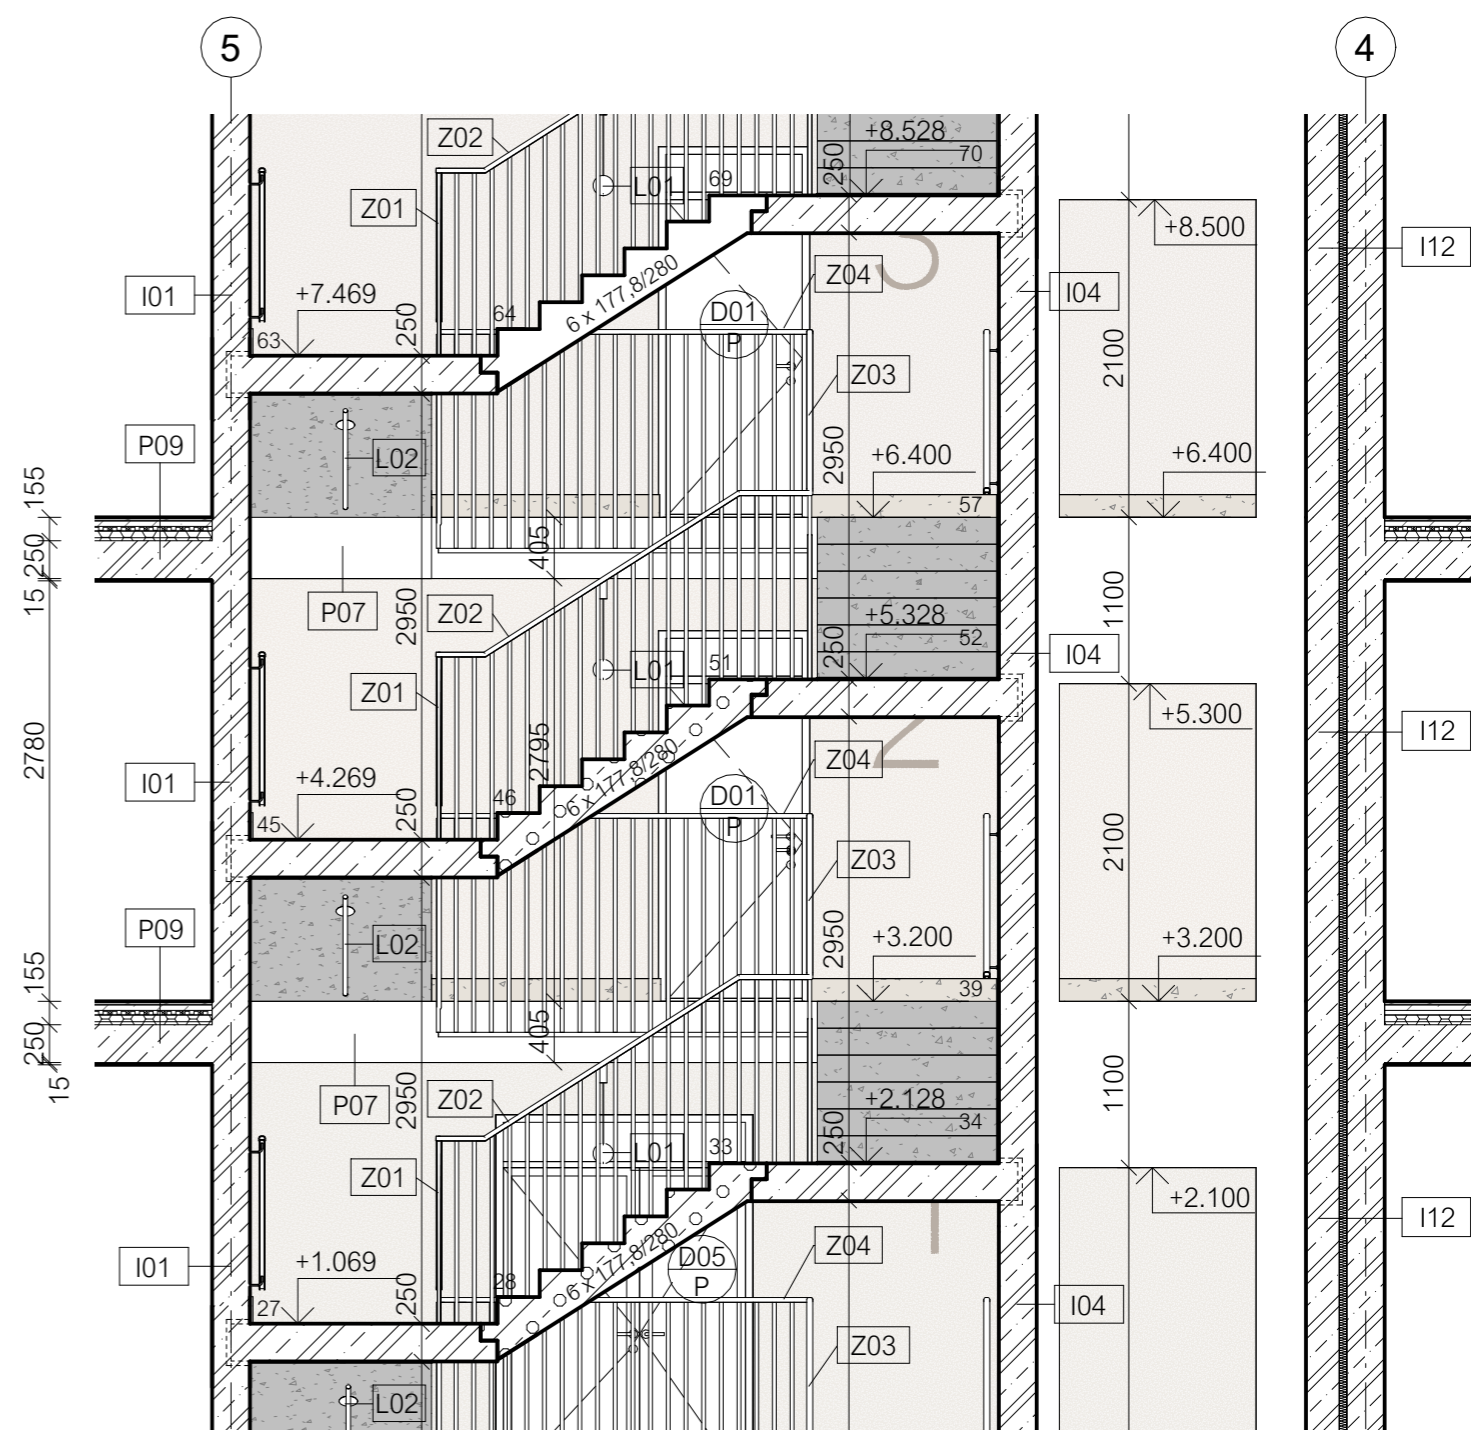 5
4
Z02
+8.528
250
70
69
L01
Z01
+8.500
3
I12
Z04
I01
+7.469
250
64
6 x 177,8/280
D01
P
I04
63
2100
Z03
P09
L02
2950
+6.400
+6.400
155
57
250
405
15
P07
2950
Z02
1100
+5.328
250
52
I04
L01
51
Z01
+5.300
I12
2780
2795
2
Z04
I01
+4.269
250
46
6 x 177,8/280
D01
P
45
2100
Z03
P09
L02
2950
+3.200
+3.200
155
39
250
405
15
P07
2950
Z02
1100
+2.128
250
34
L01
33
Z01
+2.100
I12
1
Z04
I01
+1.069
250
28
6 x 177,8/280
D05
P
I04
27
Z03
L02